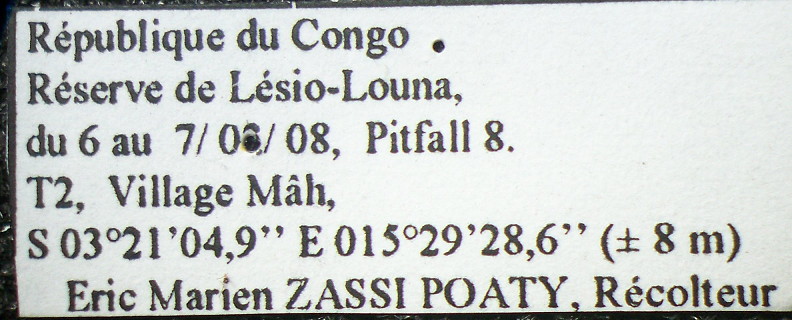 République du Congo .
Réserve de Lésio-Louna,
du 6 au 7/ 08, Pitfall 8.
T2, Village Mâh,
S 03°21’04,9’’ E 015°29’28,6’’ (± 8 m)
Eric Marien ZASSI POATY, Récolteur